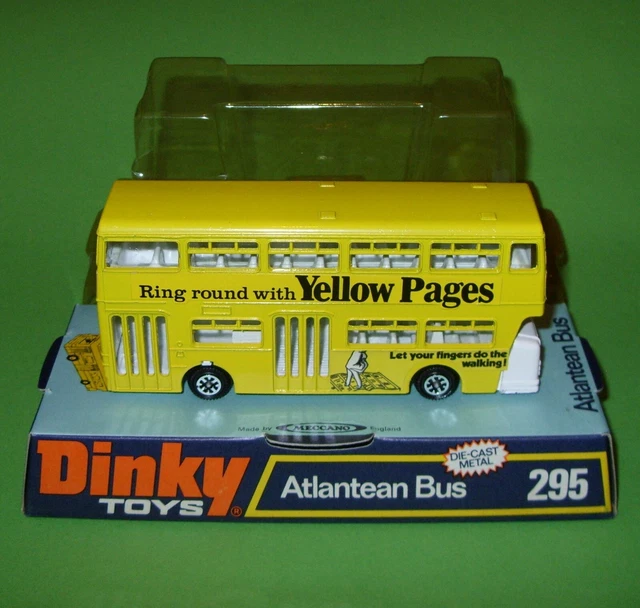 Ring round with Yellow Pages
Let your fingers do the
walking!
Atlantean Bus
Made by MECCANO England
DIE-CAST
METAL
Dinky
TOYS®
Atlantean Bus
295